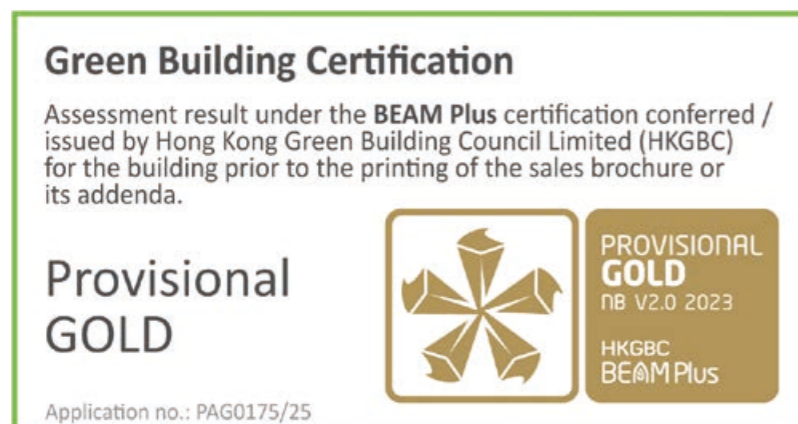 Green Building Certification
Assessment result under the BEAM Plus certification conferred /
issued by Hong Kong Green Building Council Limited (HKGBC)
for the building prior to the printing of the sales brochure or
its addenda.
Provisional
GOLD
PROVISIONAL
GOLD
NB V2.0 2023
HKGBC
BEAM Plus
Application no.: PAG0175/25